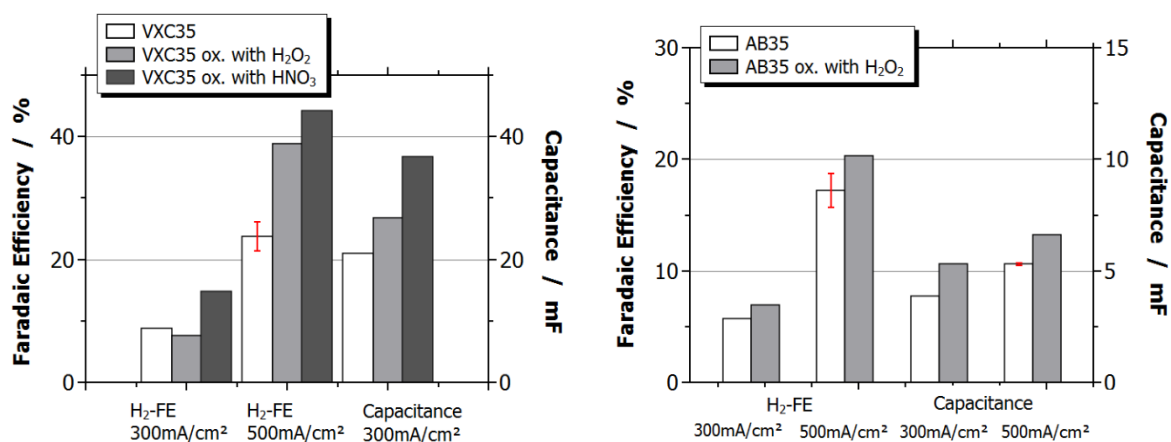 VXC35
VXC35 ox. with H₂O₂
VXC35 ox. with HNO₃
Faradaic Efficiency / %
40
20
0
Capacitance / mF
40
20
0
H₂-FE
300mA/cm²
H₂-FE
500mA/cm²
Capacitance
300mA/cm²
AB35
AB35 ox. with H₂O₂
Faradaic Efficiency / %
30
20
10
0
Capacitance / mF
15
10
5
0
H₂-FE
Capacitance
300mA/cm²
500mA/cm²
300mA/cm²
500mA/cm²